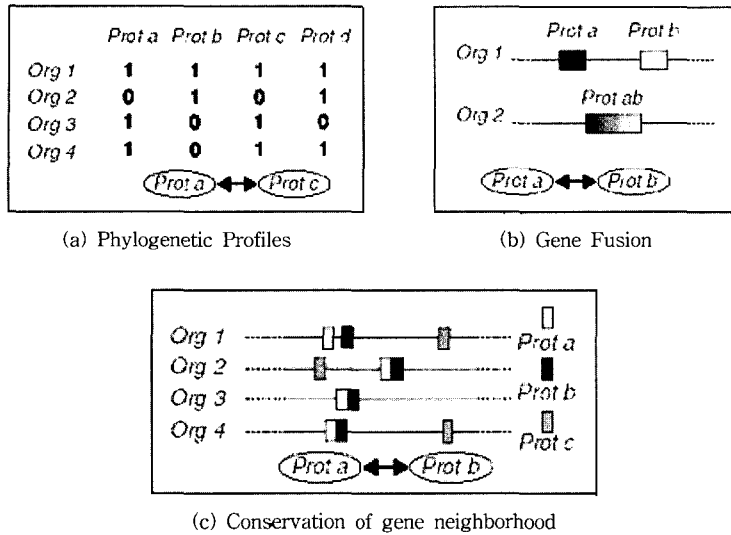 Prot a Prot b Prot c Prot d
Org 1 1 1 1 1
Org 2 0 1 0 1
Org 3 1 0 1 0
Org 4 1 0 1 1
Prot a Prot c
(a) Phylogenetic Profiles
Prot a Prot b
Org 1
Prot ab
Org 2
Prot a Prot b
(b) Gene Fusion
Org 1
Prot a
Org 2
Prot b
Org 3
Org 4
Prot c
Prot a Prot b
(c) Conservation of gene neighborhood